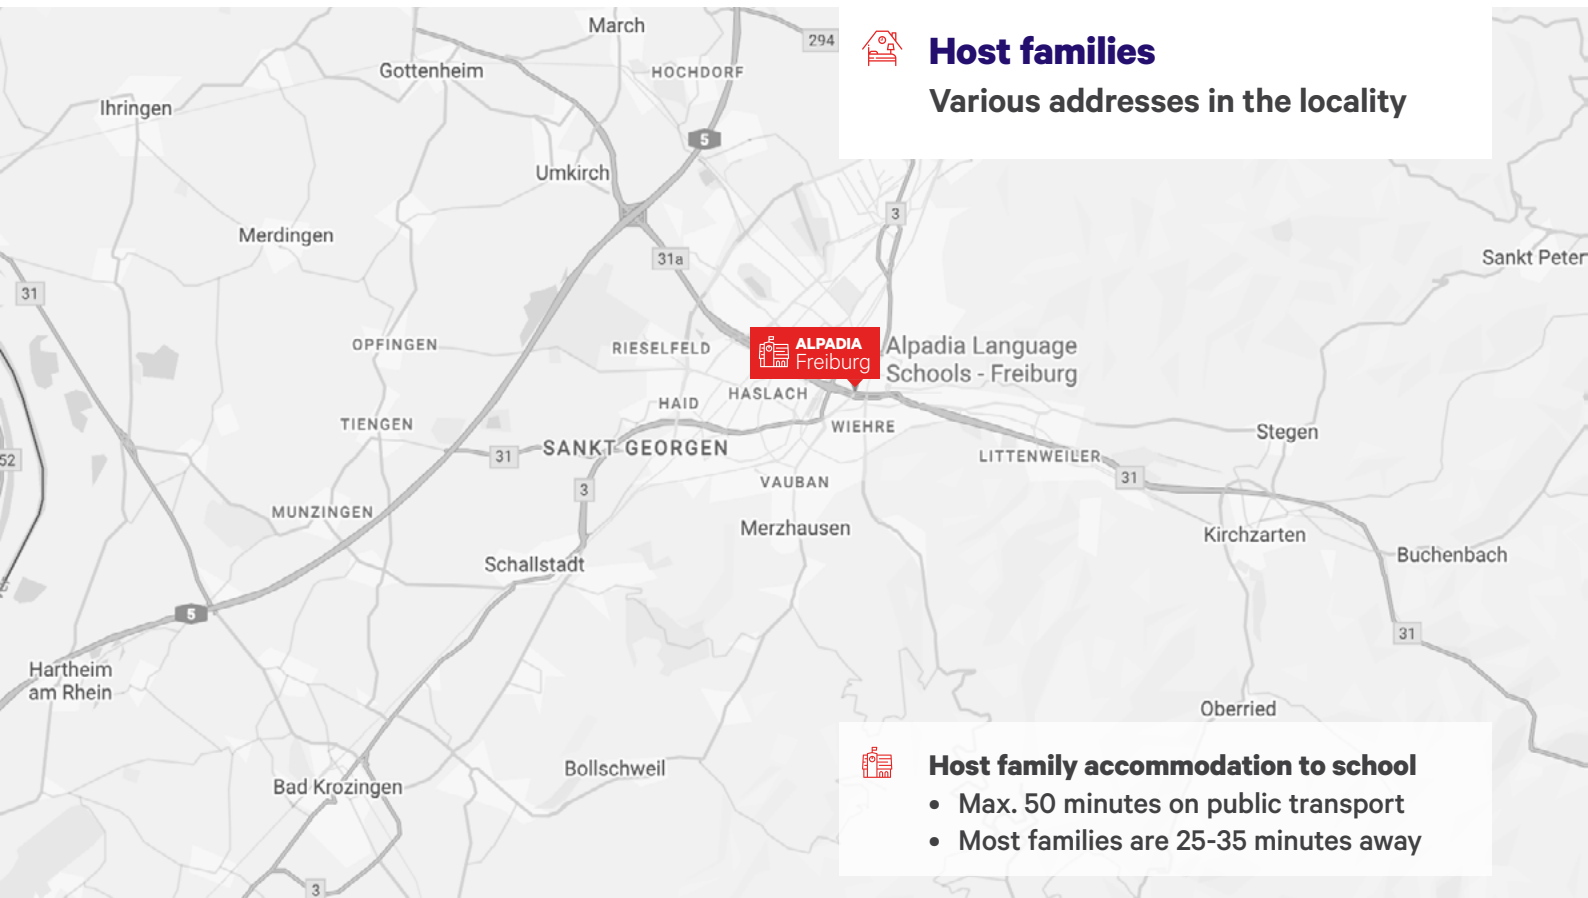 March
294
Host families
Gottenheim
HOCHDORF
Various addresses in the locality
Ihringen
5
Umkirch
3
Merdingen
31a
Sankt Peter
31
OPFINGEN
RIESELFELD
ALPADIA
Freiburg
Alpadia Language
Schools - Freiburg
HASLACH
HAID
TIENGEN
WIEHRE
Stegen
31
SANKT GEORGEN
LITTENWEILER
52
31
VAUBAN
3
MUNZINGEN
Merzhausen
Kirchzarten
Buchenbach
Schallstadt
5
31
Hartheim
am Rhein
Oberried
Host family accommodation to school
Bollschweil
Bad Krozingen
• Max. 50 minutes on public transport
• Most families are 25-35 minutes away
3